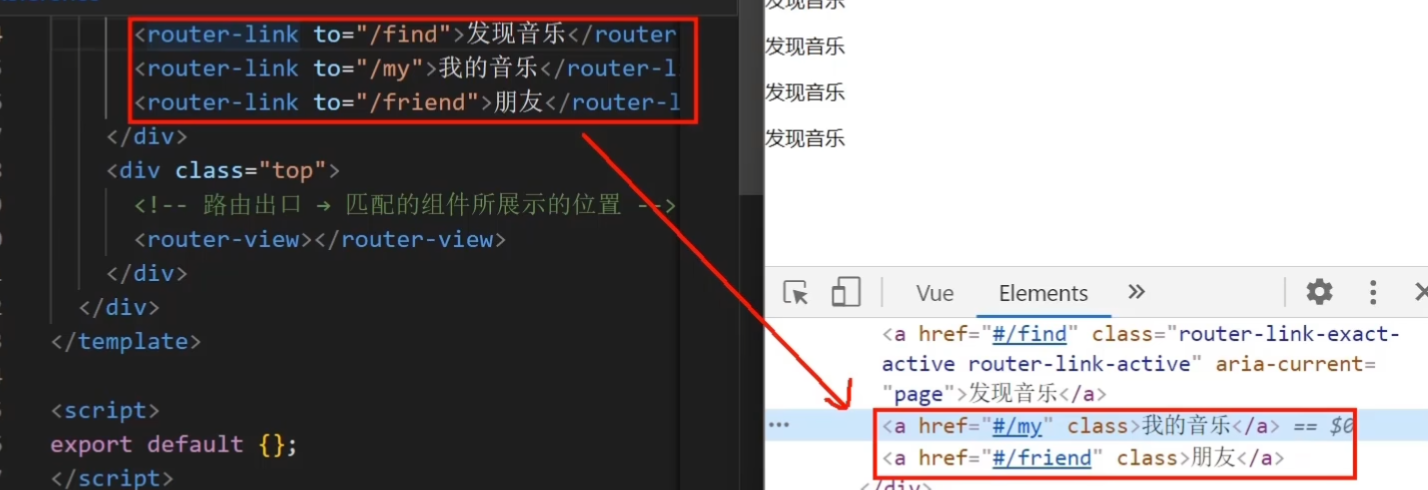 <router-link to="/find">发现音乐</router
<router-link to="/my">我的音乐</router-l
<router-link to="/friend">朋友</router-l
</div>
<div class="top">
<!-- 路由出口 → 匹配的组件所展示的位置 -->
<router-view></router-view>
</div>
</div>
</template>
<script>
export default {};
</script>
发现音乐
发现音乐
发现音乐
发现音乐
Vue Elements
<a href="#/find" class="router-link-exact-
active router-link-active" aria-current=
"page">发现音乐</a>
<a href="#/my" class>我的音乐</a> == $0
<a href="#/friend" class>朋友</a>
</div>